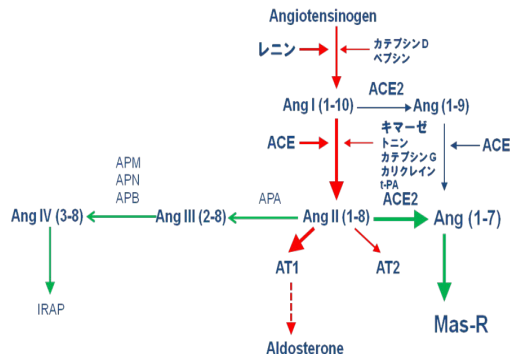 Angiotensinogen
レニン
カテプシンD
ペプシン
Ang I (1-10)
ACE2
Ang (1-9)
ACE
キマーゼ
トニン
カテプシンG
カリクレイン
t-PA
ACE
APM
APN
APB
Ang IV (3-8)
Ang III (2-8)
APA
Ang II (1-8)
ACE2
Ang (1-7)
IRAP
AT1
AT2
Mas-R
Aldosterone